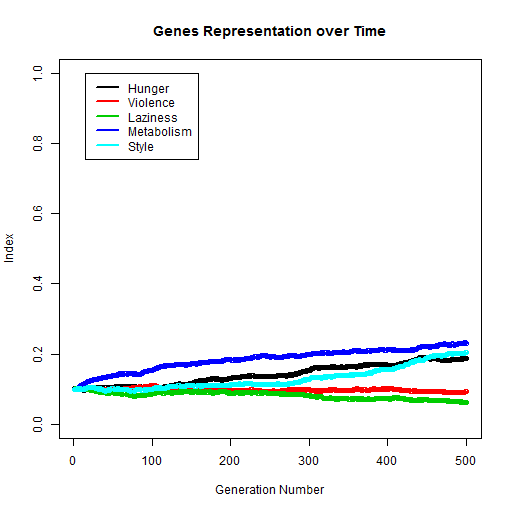 Genes Representation over Time
Hunger
Violence
Laziness
Metabolism
Style
Index
1.0
0.8
0.6
0.4
0.2
0.0
0 100 200 300 400 500
Generation Number